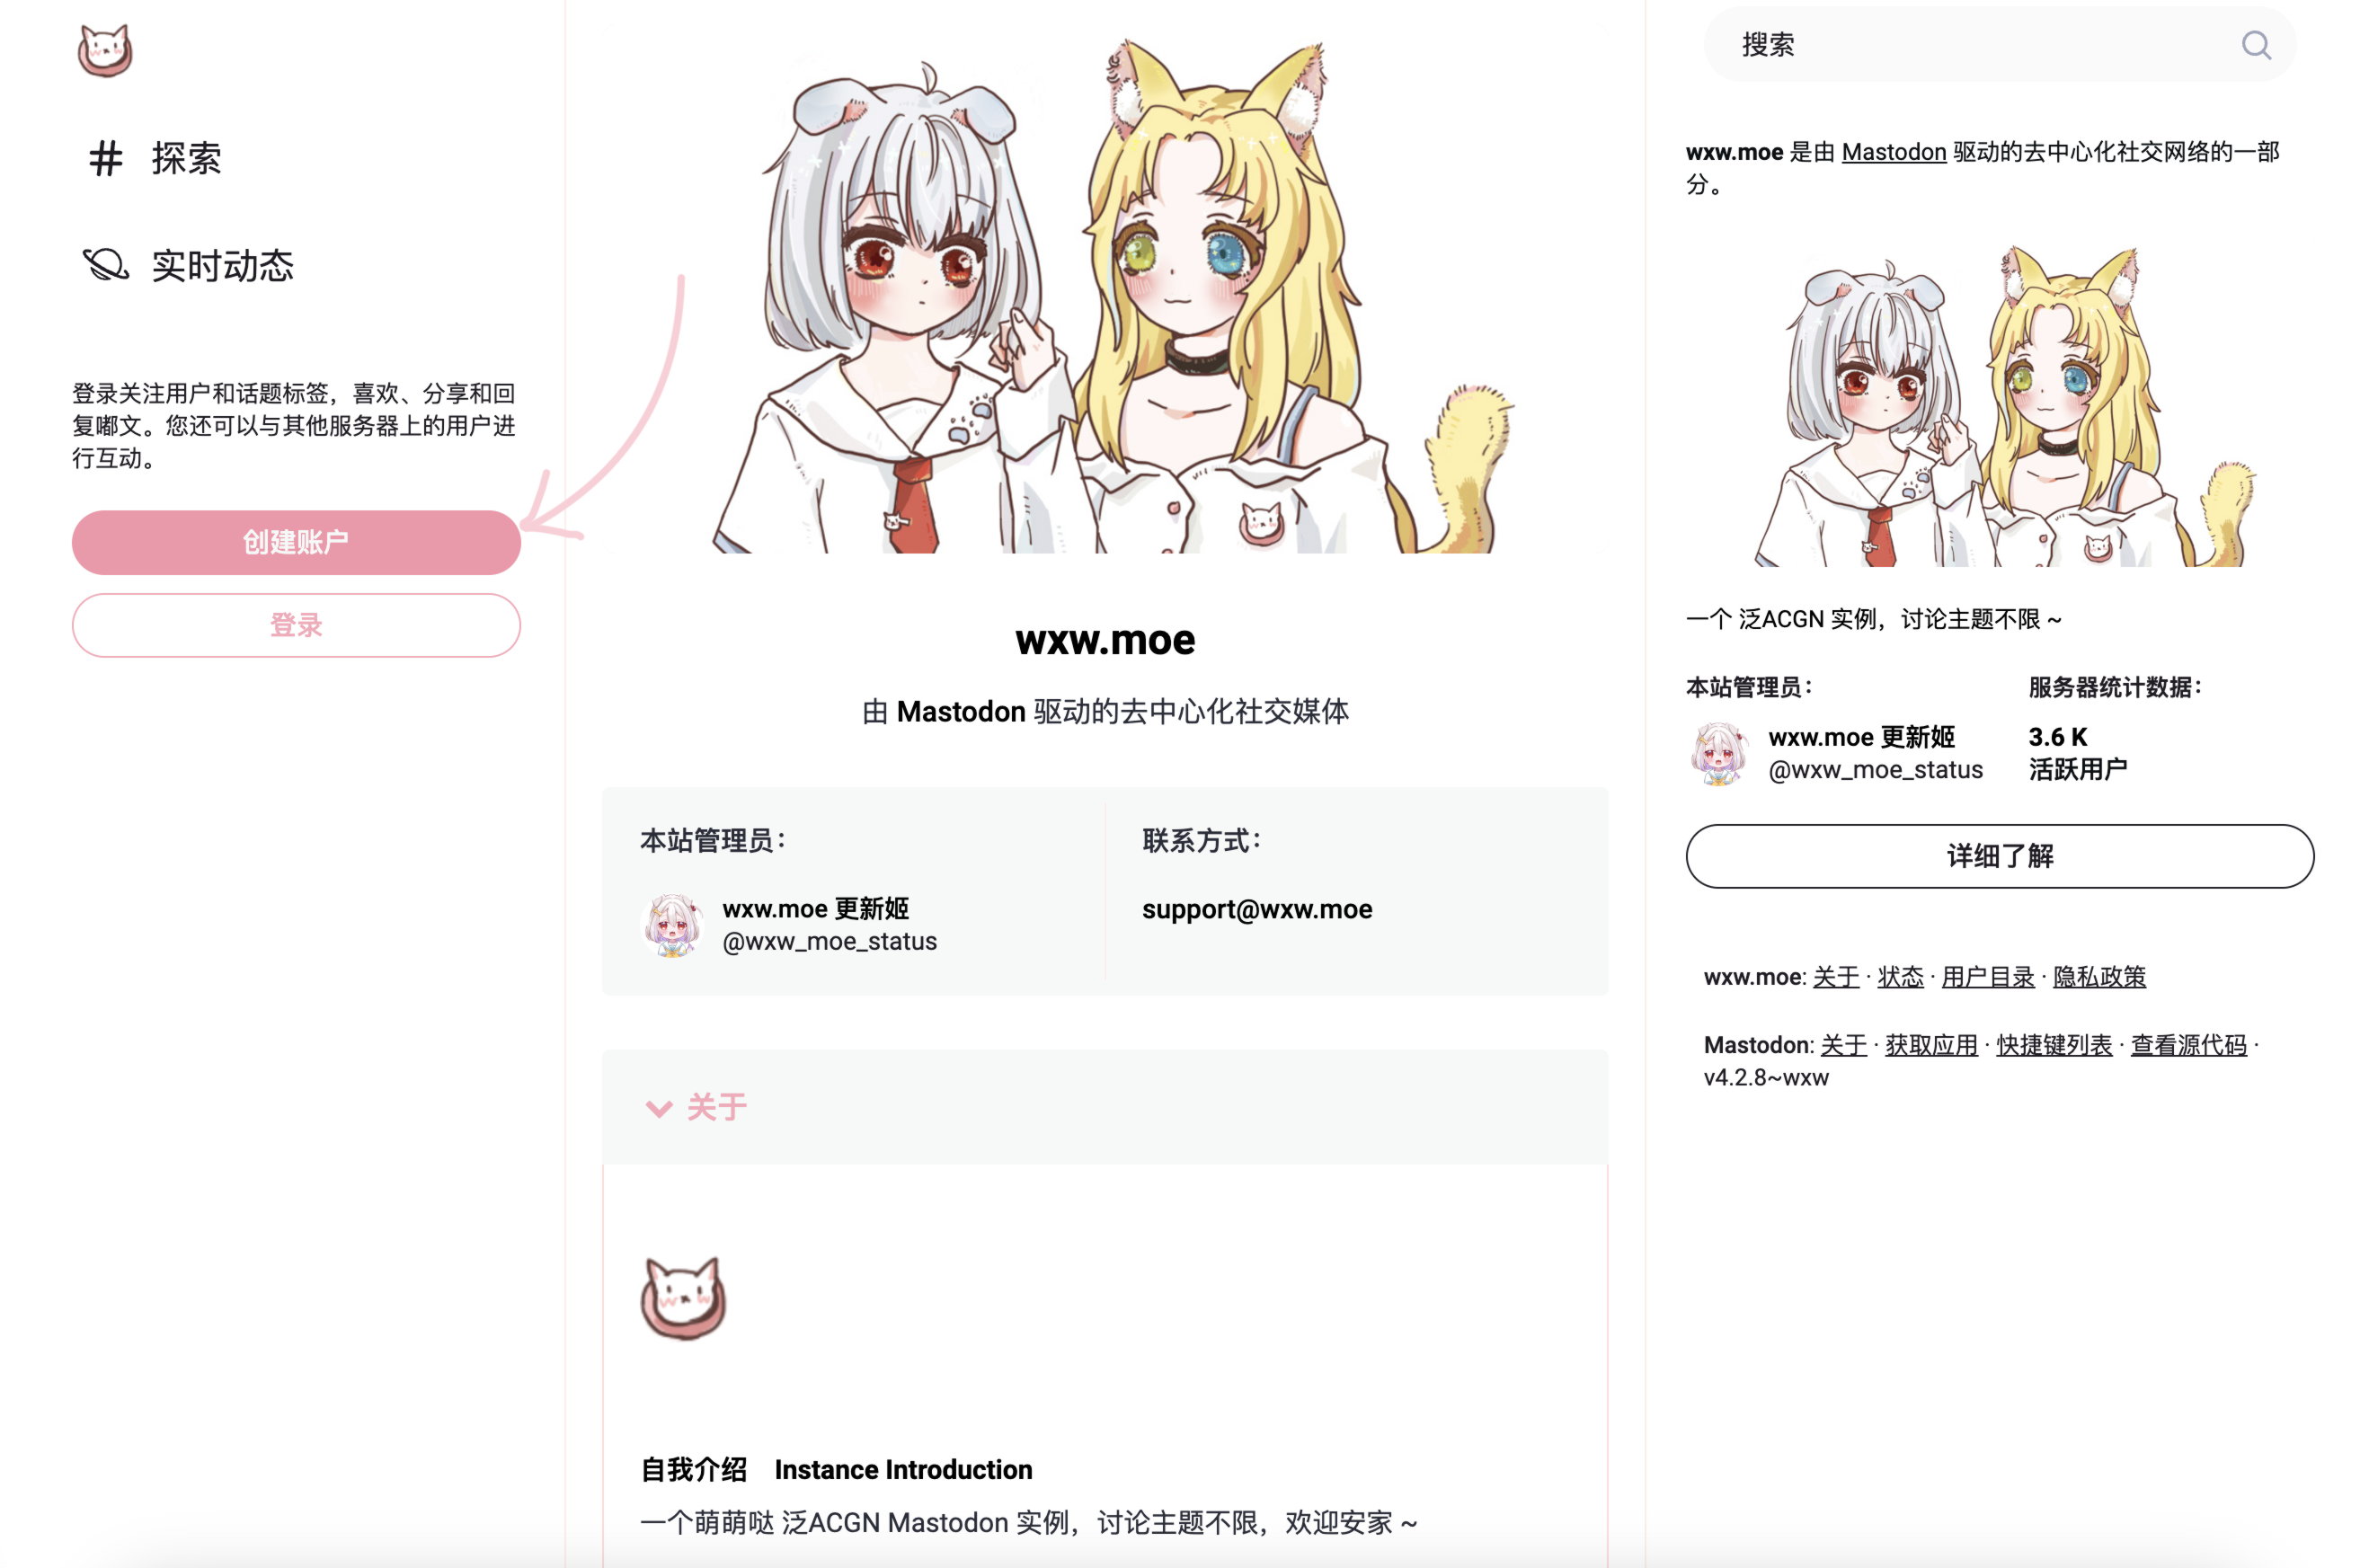 探索
实时动态
登录关注用户和话题标签，喜欢、分享和回
复嘟文。您还可以与其他服务器上的用户进
行互动。
创建账户
登录
wxw.moe
由 Mastodon 驱动的去中心化社交媒体
本站管理员：
wxw.moe 更新姬
@wxw_moe_status
联系方式：
support@wxw.moe
关于
自我介绍 Instance Introduction
一个萌萌哒 泛ACGN Mastodon 实例，讨论主题不限，欢迎安家 ~
搜索
wxw.moe 是由 Mastodon 驱动的去中心化社交网络的一部
分。
一个 泛ACGN 实例，讨论主题不限 ~
本站管理员：
wxw.moe 更新姬
@wxw_moe_status
服务器统计数据：
3.6 K
活跃用户
详细了解
wxw.moe: 关于 · 状态 · 用户目录 · 隐私政策
Mastodon: 关于 · 获取应用 · 快捷键列表 · 查看源代码 ·
v4.2.8~wxw